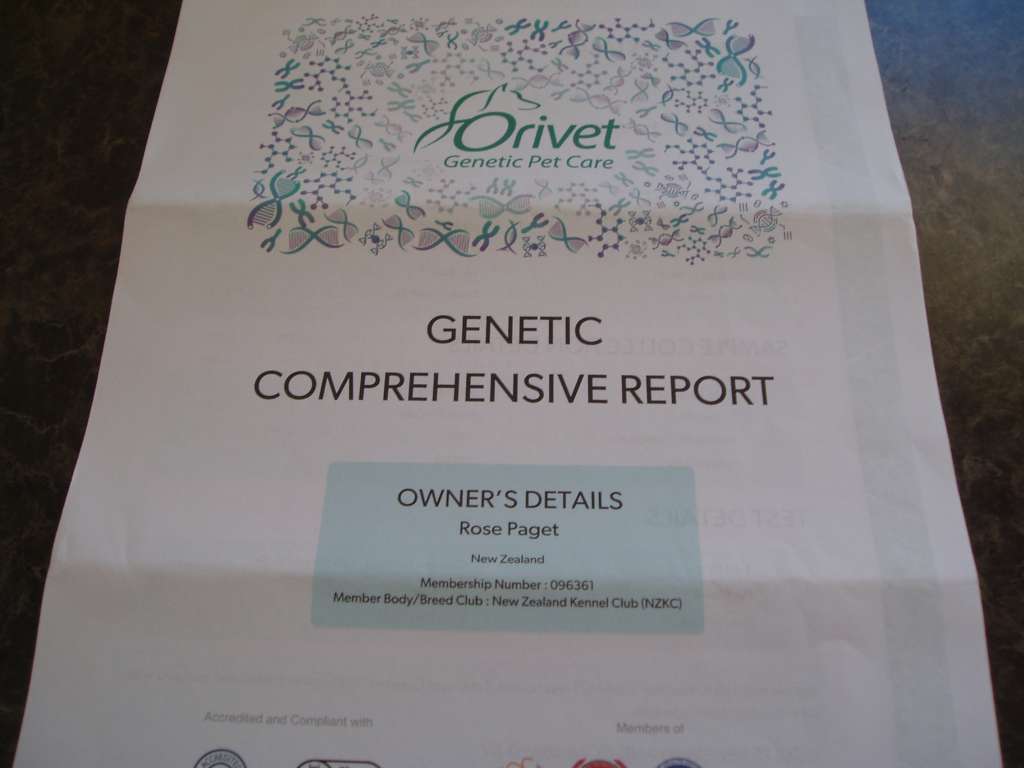 Orivet
Genetic Pet Care
GENETIC
COMPREHENSIVE REPORT
OWNER'S DETAILS
Rose Paget
New Zealand
Membership Number : 096361
Member Body/Breed Club : New Zealand Kennel Club (NZKC)
Accredited and Compliant with
Members of